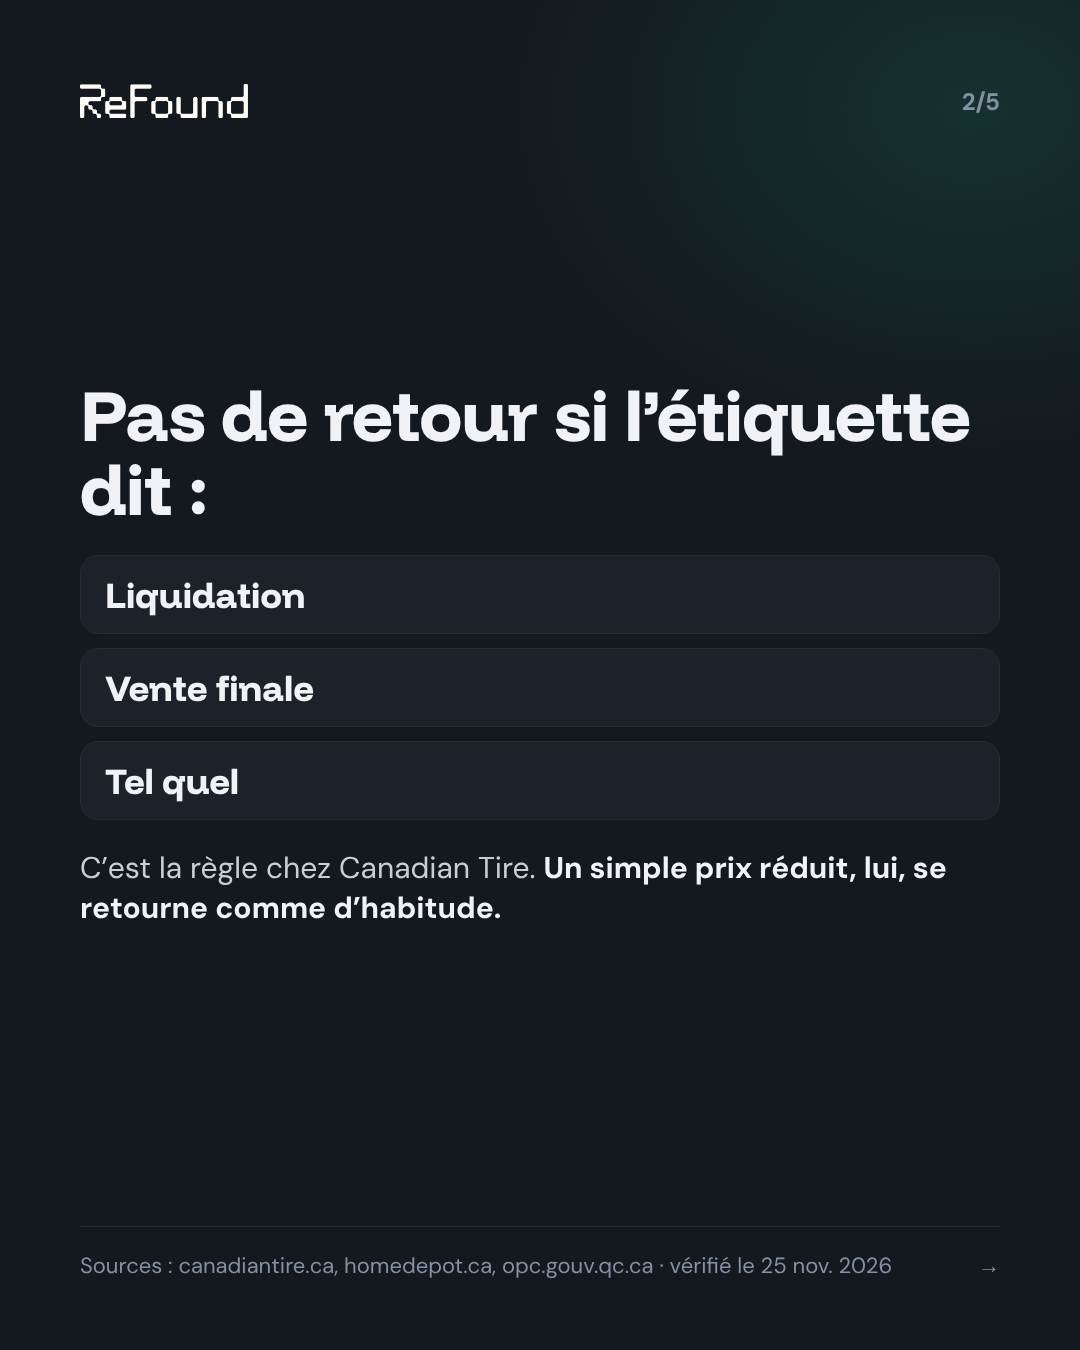 ReFound
2/5
Pas de retour si l’étiquette
dit :
Liquidation
Vente finale
Tel quel
C’est la règle chez Canadian Tire. Un simple prix réduit, lui, se
retourne comme d’habitude.
Sources : canadiantire.ca, homedepot.ca, opc.gouv.qc.ca · vérifié le 25 nov. 2026 →